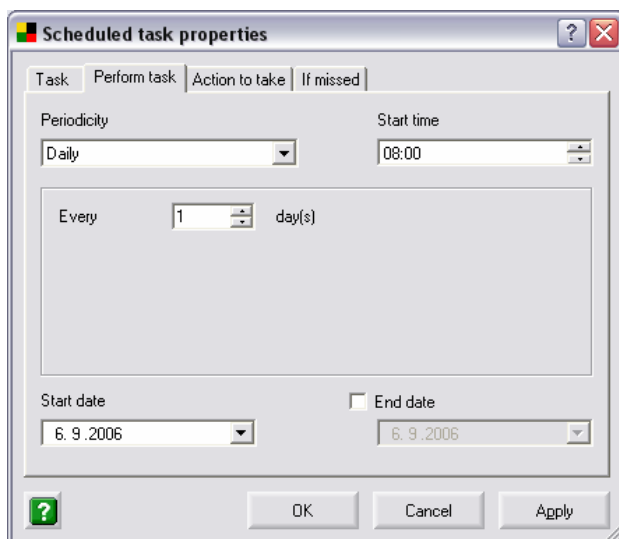 Scheduled task properties
Task Perform task Action to take If missed
Periodicity Start time
Daily 08:00
Every 1 day(s)
Start date End date
6. 9 .2006 6. 9 .2006
OK Cancel Apply